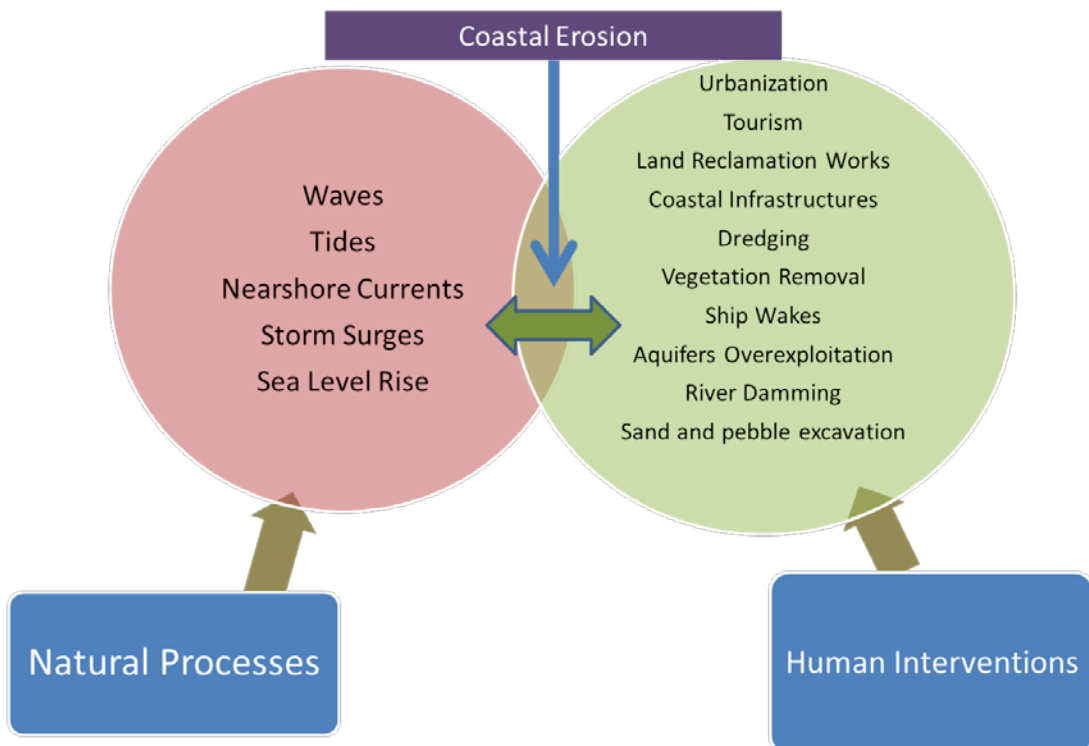 Coastal Erosion
Waves
Tides
Nearshore Currents
Storm Surges
Sea Level Rise
Urbanization
Tourism
Land Reclamation Works
Coastal Infrastructures
Dredging
Vegetation Removal
Ship Wakes
Aquifers Overexploitation
River Damming
Sand and pebble excavation
Natural Processes
Human Interventions